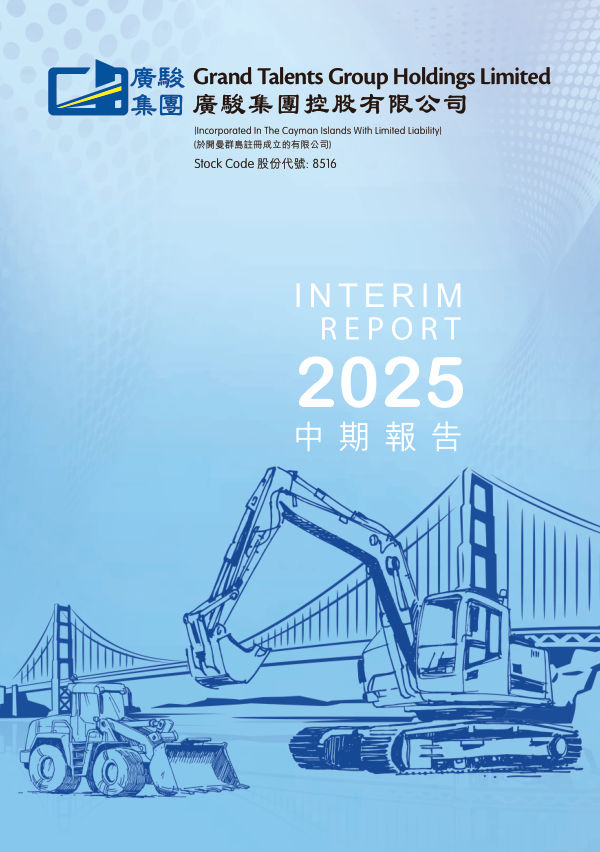 廣駿
集團
Grand Talents Group Holdings Limited
廣駿集團控股有限公司
(Incorporated In The Cayman Islands With Limited Liability)
(於開曼群島註冊成立的有限公司)
Stock Code 股份代號: 8516
INTERIM
REPORT
2025
中期報告